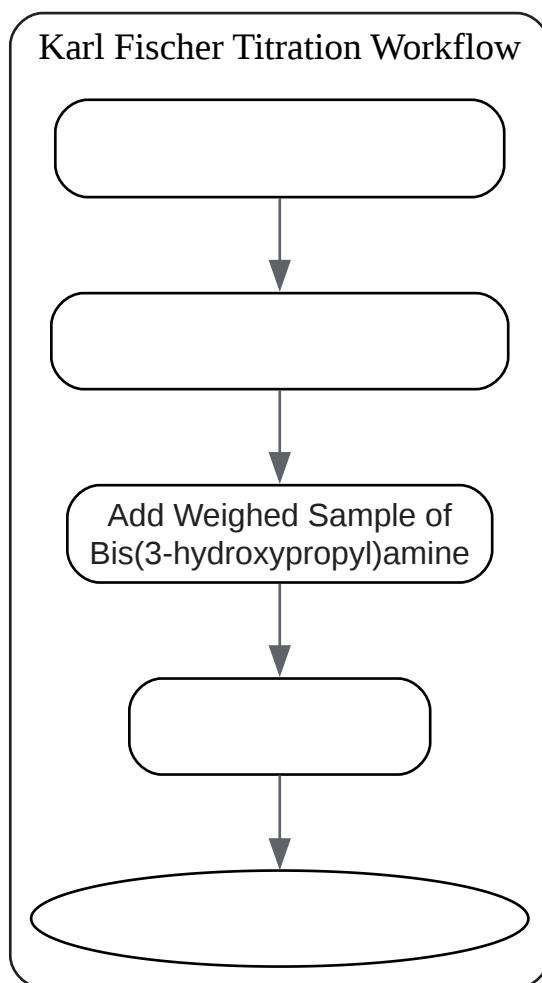 Karl Fischer Titration Workflow
Add Weighed Sample of
Bis(3-hydroxypropyl)amine